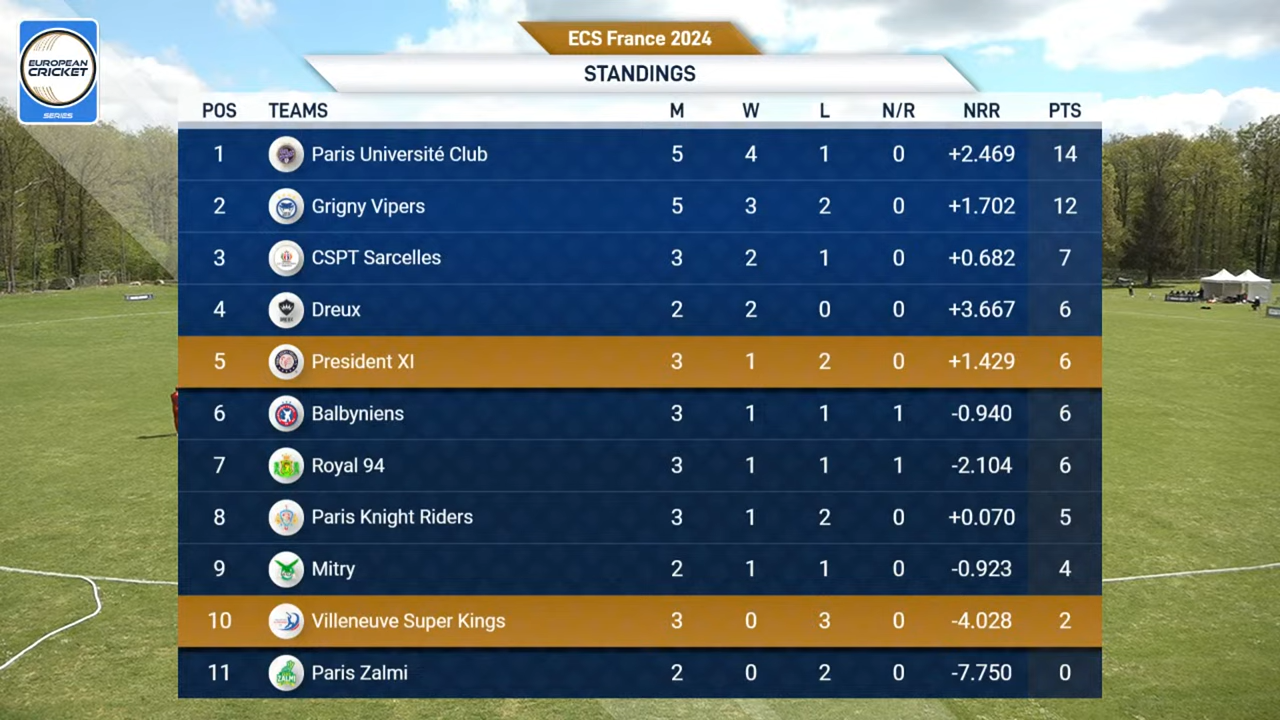 EUROPEAN
CRICKET
SERIES
ECS France 2024
STANDINGS
POS TEAMS M W L N/R NRR PTS
1 Paris Université Club 5 4 1 0 +2.469 14
2 Grigny Vipers 5 3 2 0 +1.702 12
3 CSPT Sarcelles 3 2 1 0 +0.682 7
4 Dreux 2 2 0 0 +3.667 6
5 President XI 3 1 2 0 +1.429 6
6 Balbyniens 3 1 1 1 -0.940 6
7 Royal 94 3 1 1 1 -2.104 6
8 Paris Knight Riders 3 1 2 0 +0.070 5
9 Mitry 2 1 1 0 -0.923 4
10 Villeneuve Super Kings 3 0 3 0 -4.028 2
11 ZALMI Paris Zalmi 2 0 2 0 -7.750 0